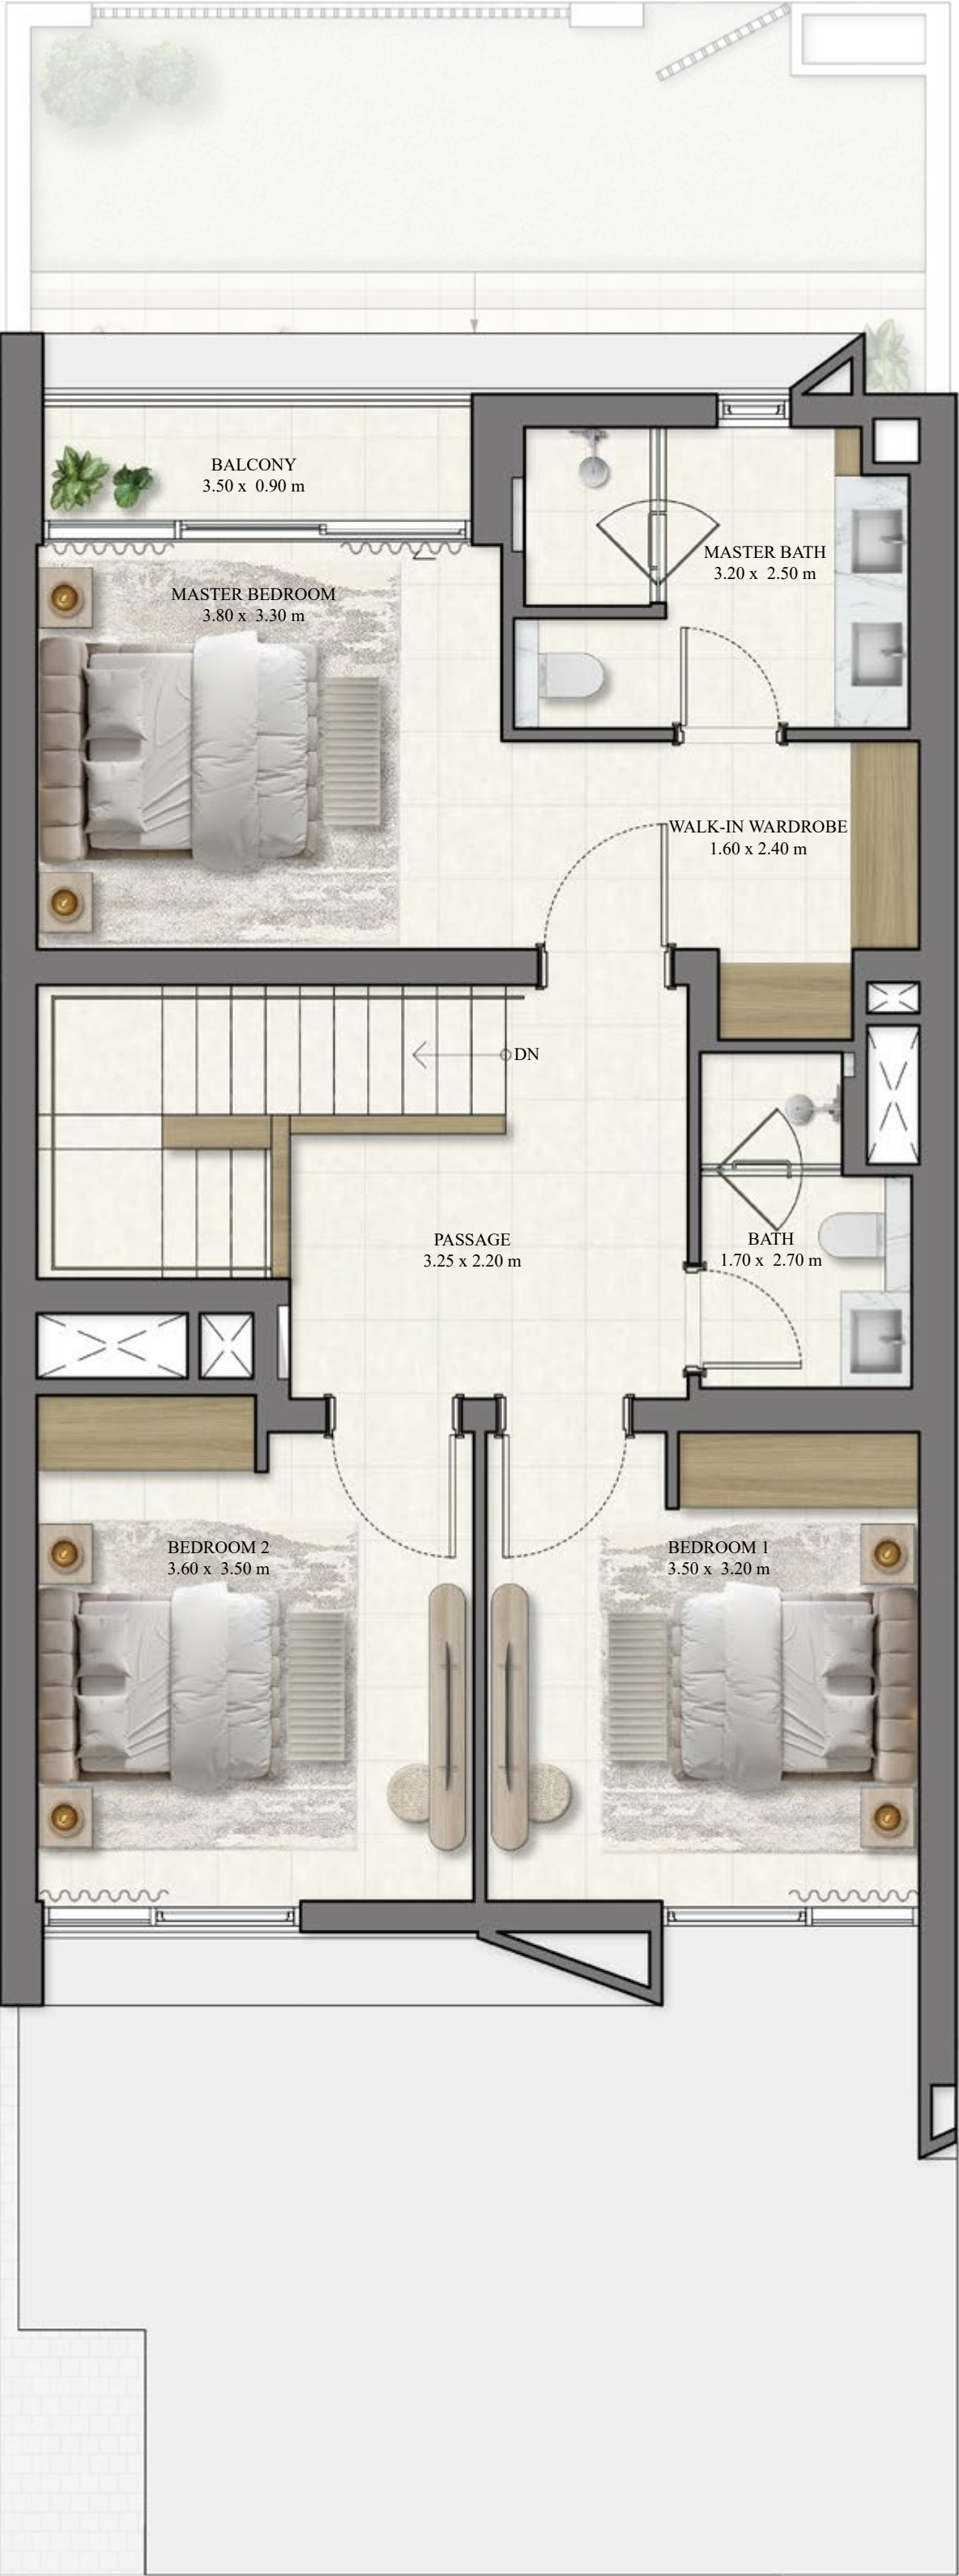 BALCONY
3.50 x 0.90 m
MASTER BATH
3.20 x 2.50 m
MASTER BEDROOM
3.80 x 3.30 m
WALK-IN WARDROBE
1.60 x 2.40 m
DN
PASSAGE
3.25 x 2.20 m
BATH
1.70 x 2.70 m
BEDROOM 2
3.60 x 3.50 m
BEDROOM 1
3.50 x 3.20 m